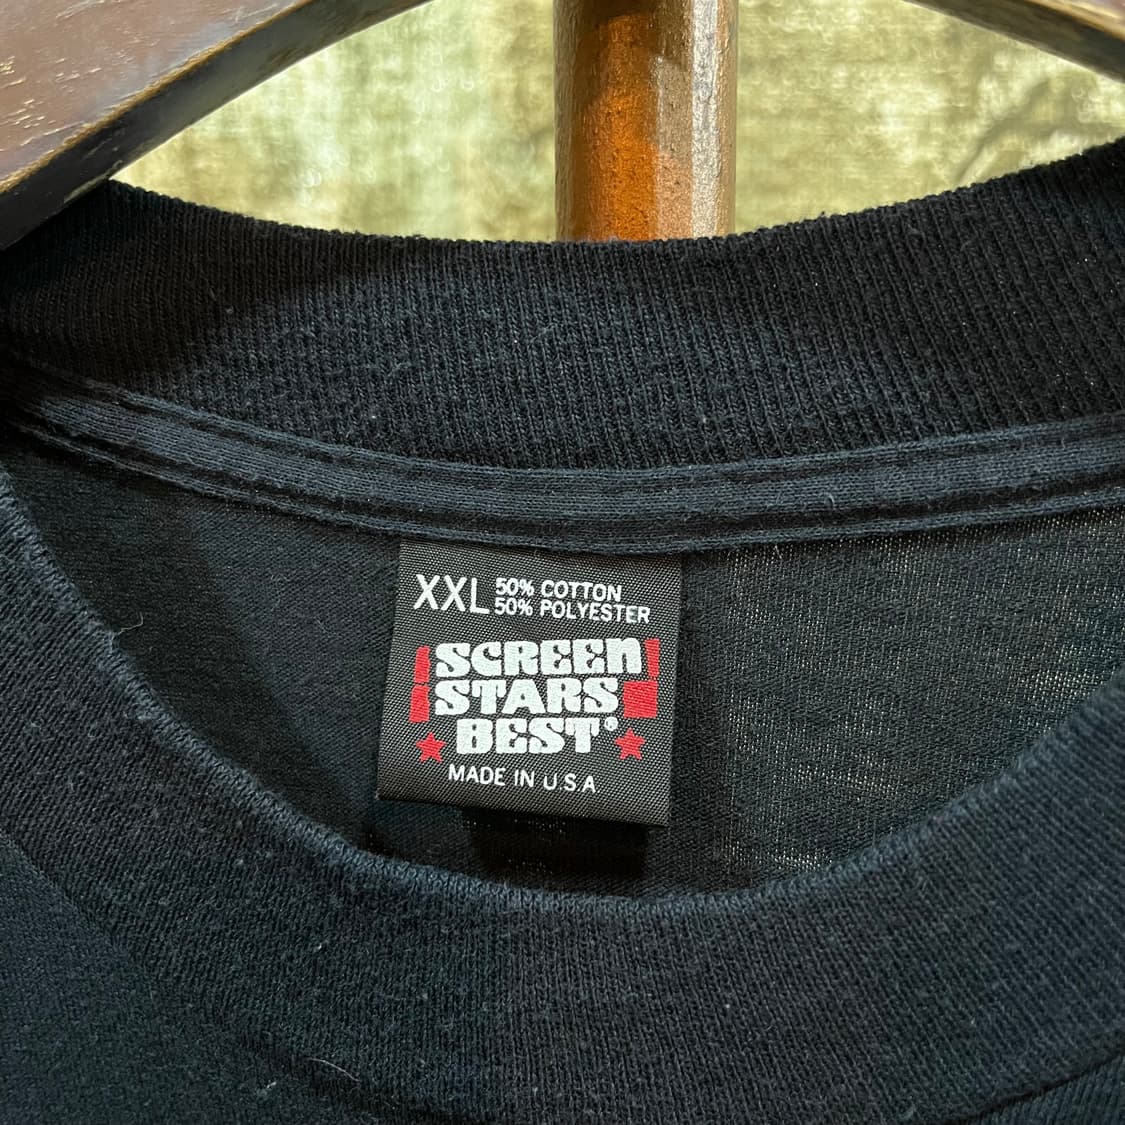 XXL 50% COTTON
50% POLYESTER
SCREEN
STARS
BEST®
MADE IN U.S.A